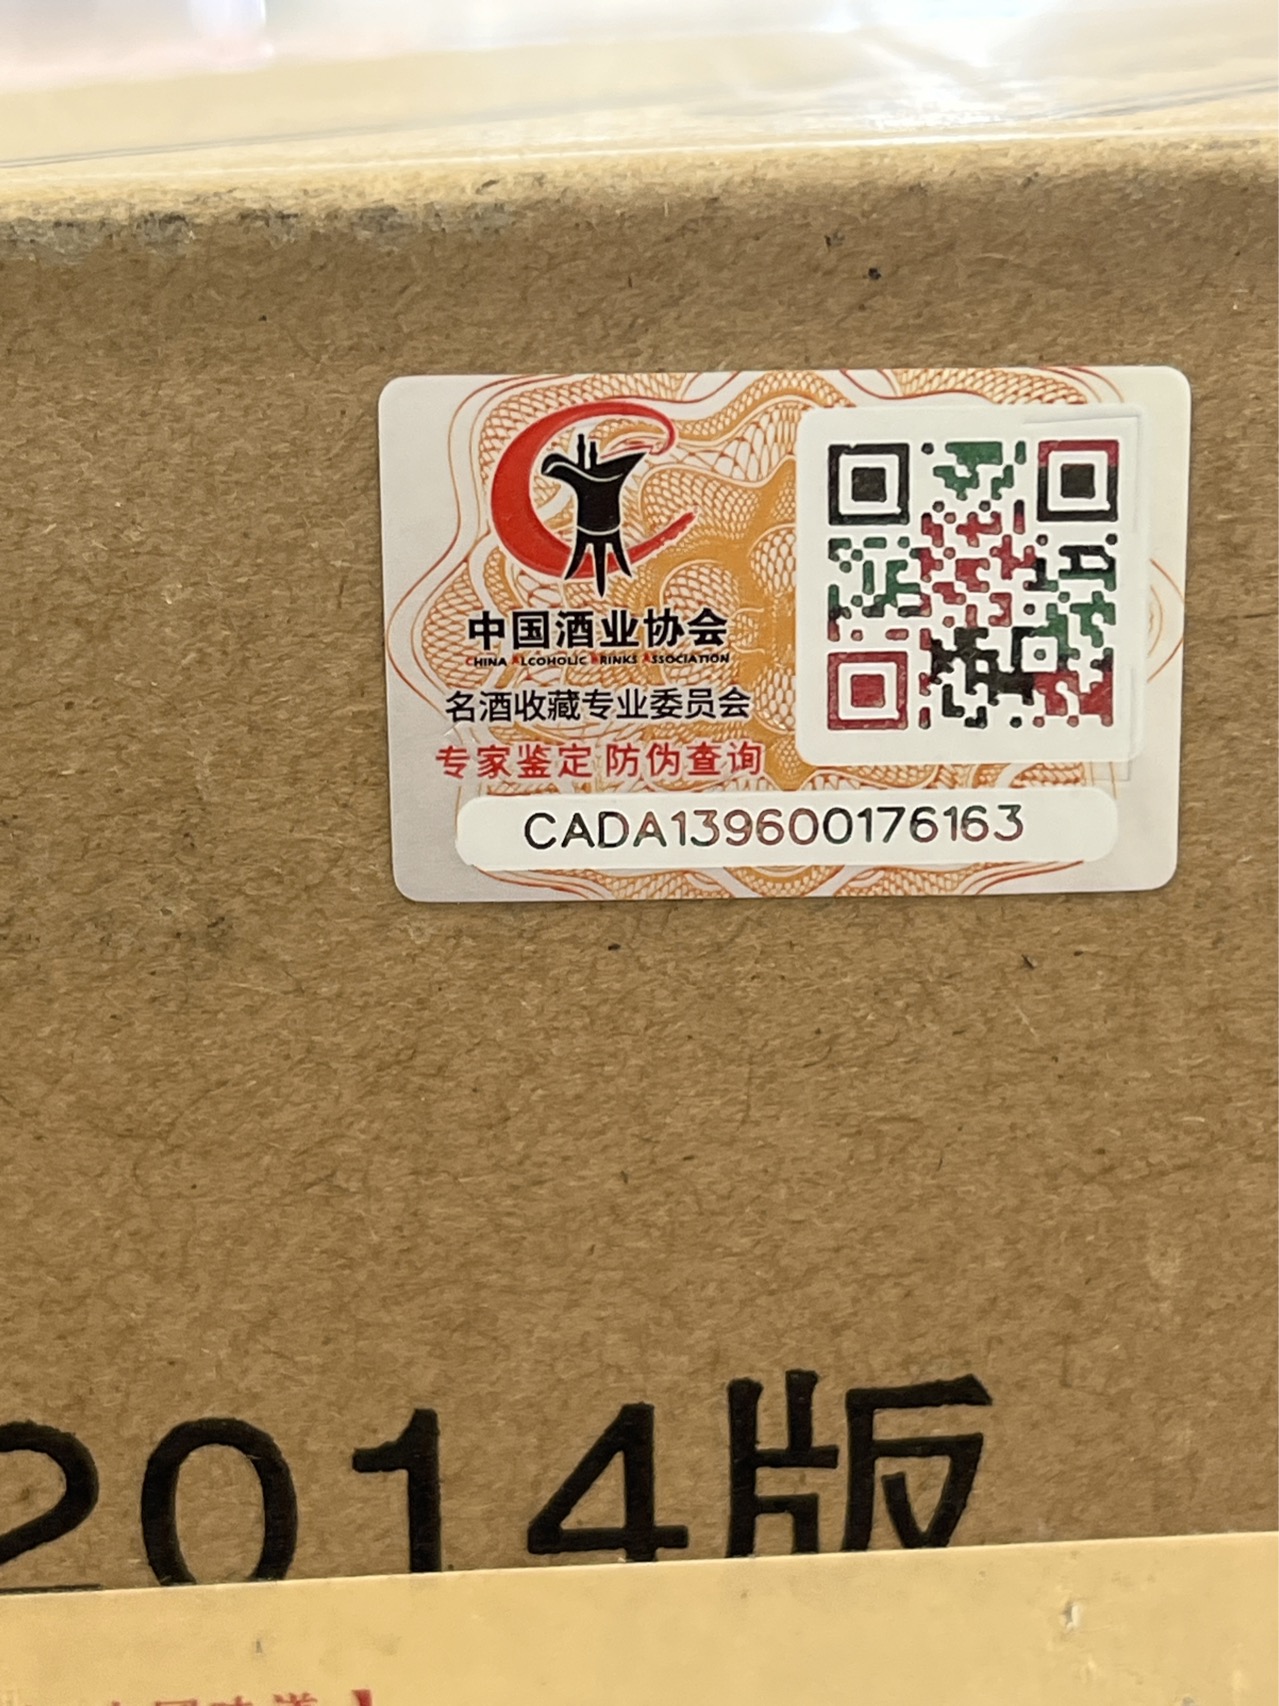 中国酒业协会
CHINA ALCOHOLIC DRINKS ASSOCIATION
名酒收藏专业委员会
专家鉴定 防伪查询
CADA139600176163
2014版